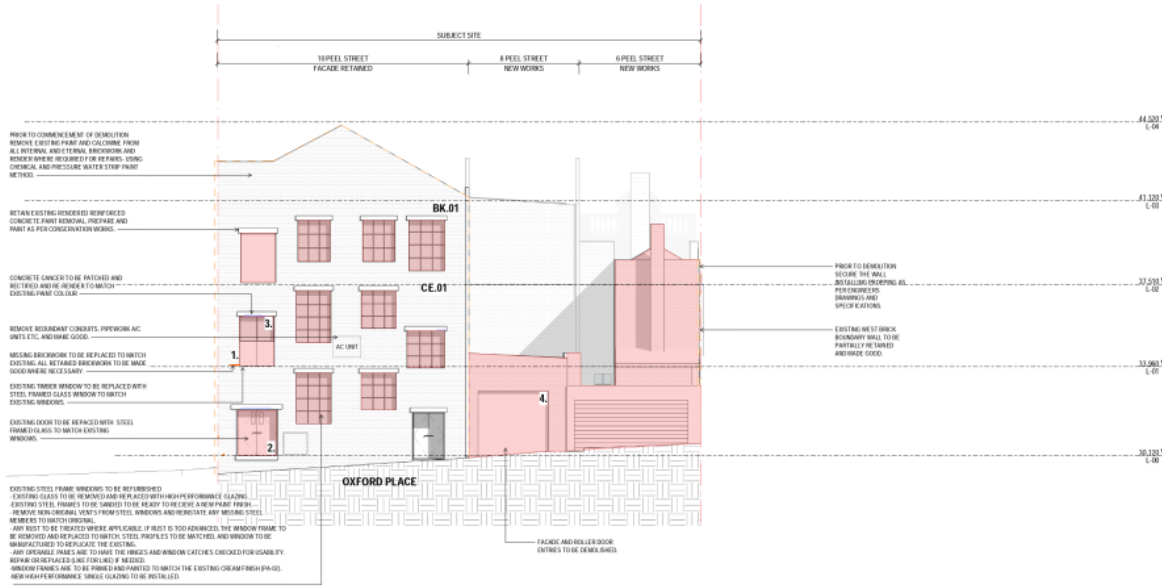 SUBJECT SITE
10 PEEL STREET
FACADE RETAINED
8 PEEL STREET
NEW WORKS
6 PEEL STREET
NEW WORKS
44,520
L-04
41,120
L-03
37,510
L-02
33,960
L-01
30,130
L-00
PRIOR TO COMMENCEMENT OF DEMOLITION
REMOVE EXISTING PAINT AND CALCIMINE FROM
ALL INTERNAL AND ETERNAL BRICKWORK AND
RENDER WHERE REQUIRED FOR REPAIRS- USING
CHEMICAL AND PRESSURE WATER STRIP PAINT
METHOD.
RETAIN EXISTING RENDERED REINFORCED
CONCRETE.PAINT REMOVAL, PREPARE AND
PAINT AS PER CONSERVATION WORKS.
CONCRETE CANCER TO BE PATCHED AND
RECTIFIED AND RE-RENDER TO MATCH
EXISTING PAINT COLOUR
REMOVE REDUNDANT CONDUITS, PIPEWORK A/C
UNITS ETC, AND MAKE GOOD.
MISSING BRICKWORK TO BE REPLACED TO MATCH
EXISTING. ALL RETAINED BRICKWORK TO BE MADE
GOOD WHERE NECESSARY.
EXISTING TIMBER WINDOW TO BE REPLACED WITH
STEEL FRAMED GLASS WINDOW TO MATCH
EXISTING WINDOWS.
EXISTING DOOR TO BE REPACED WITH STEEL
FRAMED GLASS TO MATCH EXISTING
WINDOWS.
BK.01
CE.01
3.
AC UNIT
1.
4.
2.
PRIOR TO DEMOLITION
SECURE THE WALL
INSTALLING PROPPING AS
PER ENGINEERS
DRAWINGS AND
SPECIFICATIONS.
EXISTING WEST BRICK
BOUNDARY WALL TO BE
PARTIALLY RETAINED
AND MADE GOOD.
OXFORD PLACE
FACADE AND ROLLER DOOR
ENTRIES TO BE DEMOLISHED.
EXISTING STEEL FRAME WINDOWS TO BE REFURBISHED
- EXISTING GLASS TO BE REMOVED AND REPLACED WITH HIGH PERFORMANCE GLAZING
- EXISTING STEEL FRAMES TO BE SANDED TO BE READY TO RECIEVE A NEW PAINT FINISH
- REMOVE NON-ORIGINAL VENTS FROM STEEL WINDOWS AND REINSTATE ANY MISSING STEEL
MEMBERS TO MATCH ORIGINAL.
- ANY RUST TO BE TREATED WHERE APPLICABLE. IF RUST IS TOO ADVANCED, THE WINDOW FRAME TO
BE REMOVED AND REPLACED TO MATCH. STEEL PROFILES TO BE MATCHED, AND WINDOW TO BE
MANUFACTURED TO REPLICATE THE EXISTING.
- ANY OPERABLE PANES ARE TO HAVE THE HINGES AND WINDOW CATCHES CHECKED FOR USABILITY.
REPAIR OR REPLACED (LIKE FOR LIKE) IF NEEDED.
-WINDOW FRAMES ARE TO BE PRIMED AND PAINTED TO MATCH THE EXISTING CREAM FINISH (PA-02).
-NEW HIGH PERFORMANCE SINGLE GLAZING TO BE INSTALLED.